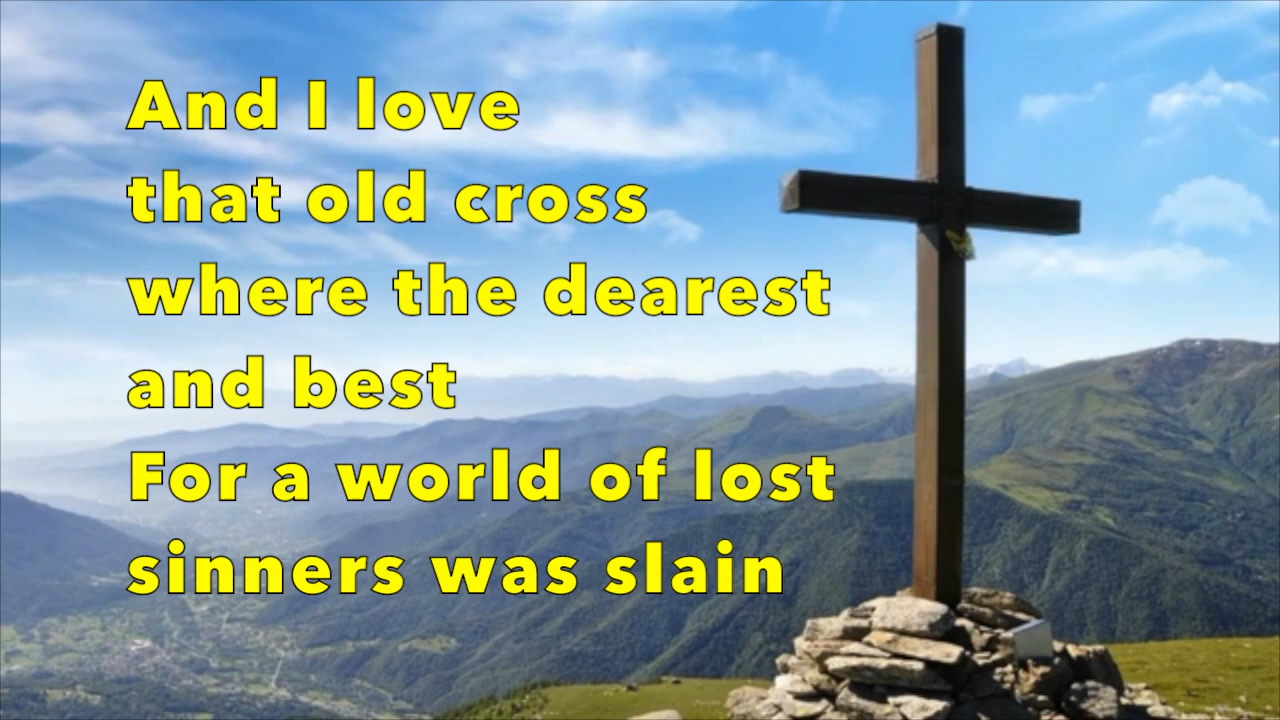 And I love
that old cross
where the dearest
and best
For a world of lost
sinners was slain